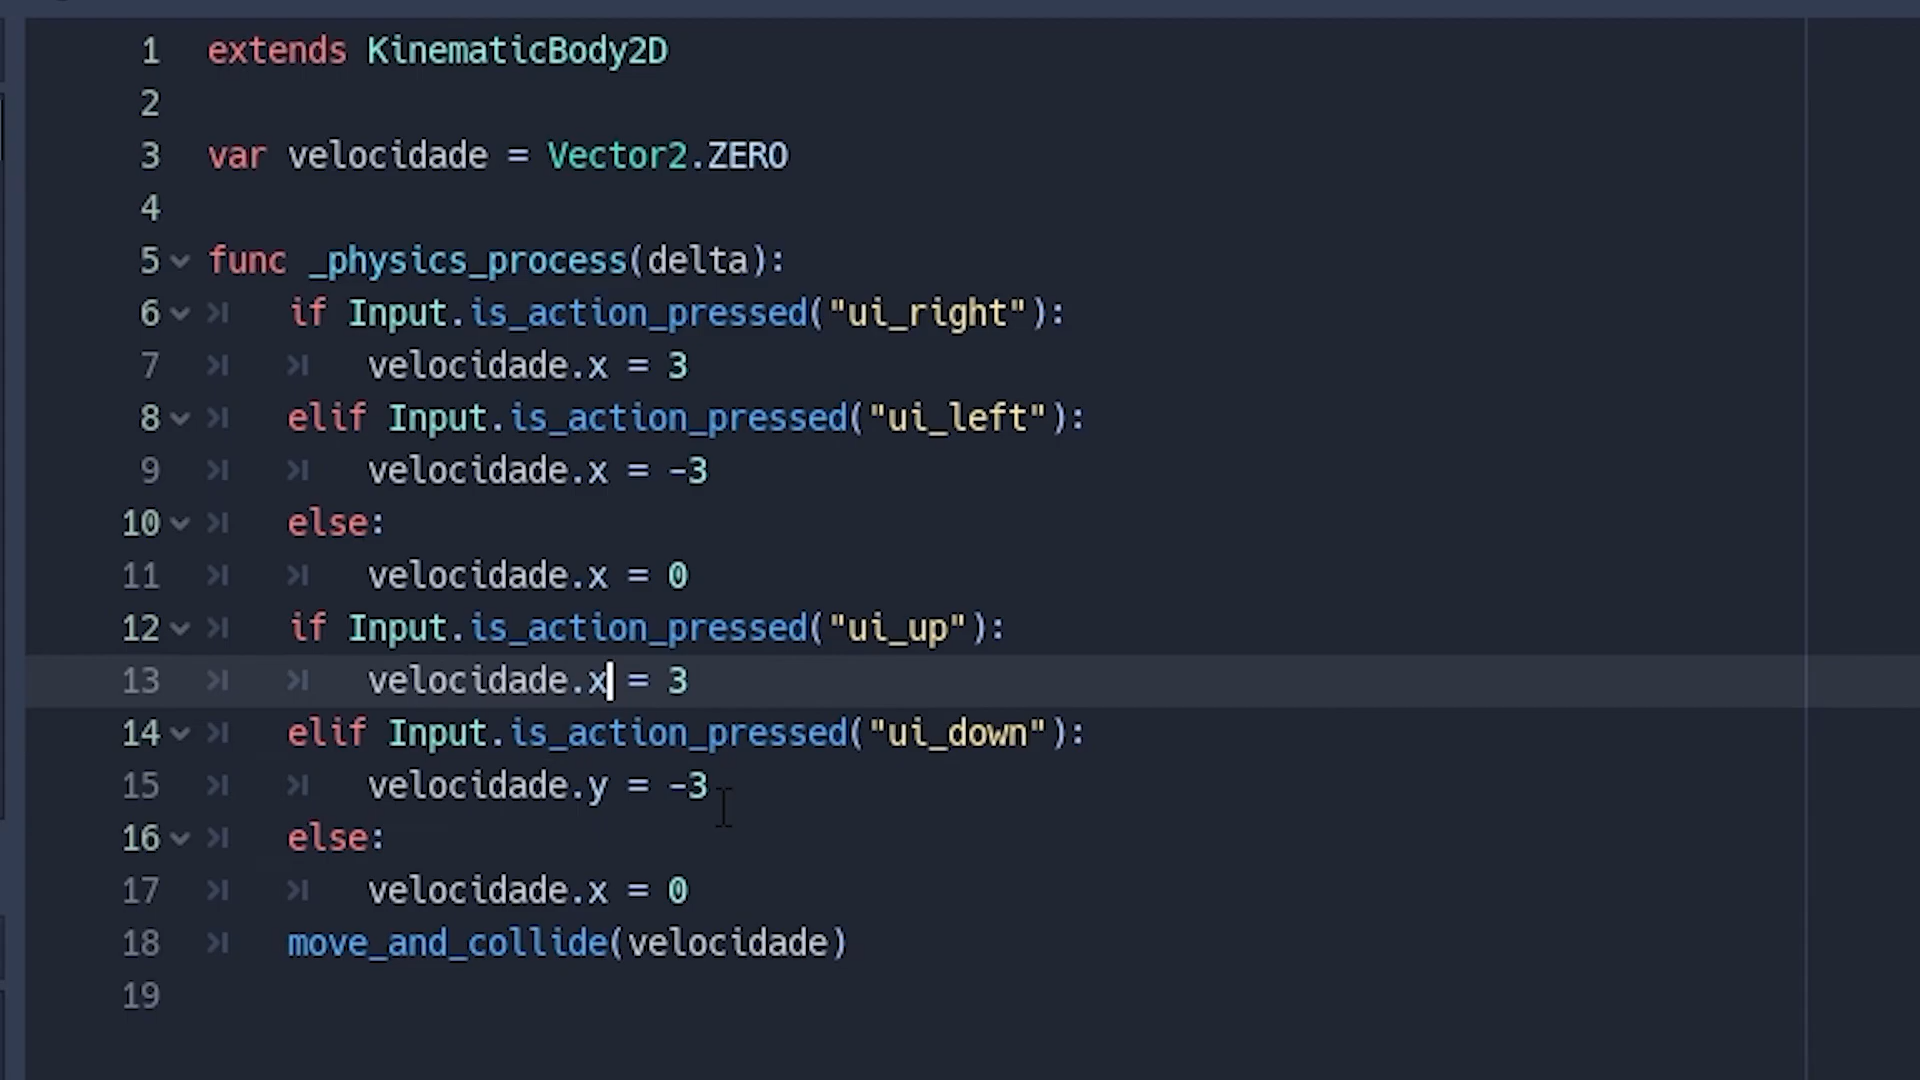 1 extends KinematicBody2D
2
3 var velocidade = Vector2.ZERO
4
5 func _physics_process(delta):
6 if Input.is_action_pressed("ui_right"):
7 velocidade.x = 3
8 elif Input.is_action_pressed("ui_left"):
9 velocidade.x = -3
10 else:
11 velocidade.x = 0
12 if Input.is_action_pressed("ui_up"):
13 velocidade.x = 3
14 elif Input.is_action_pressed("ui_down"):
15 velocidade.y = -3
16 else:
17 velocidade.x = 0
18 move_and_collide(velocidade)
19